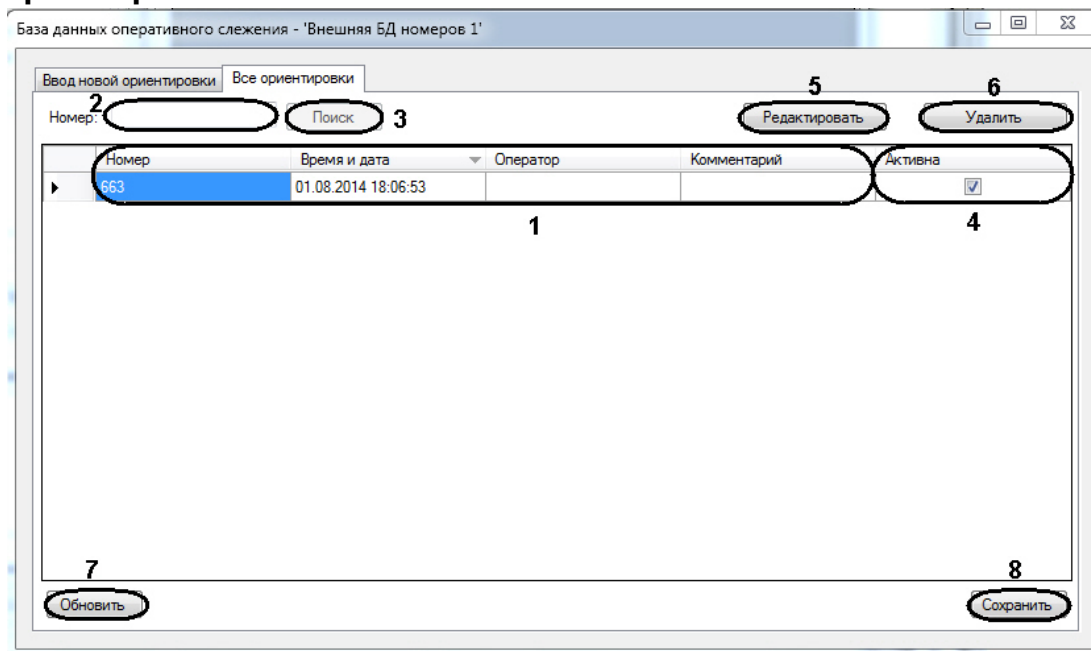 База данных оперативного слежения - 'Внешняя БД номеров 1'
Ввод новой ориентировки Все ориентировки
5 6
2
Номер: Поиск 3 Редактировать Удалить
Номер Время и дата Оператор Комментарий Активна
663 01.08.2014 18:06:53
1 4
7 8
Обновить Сохранить